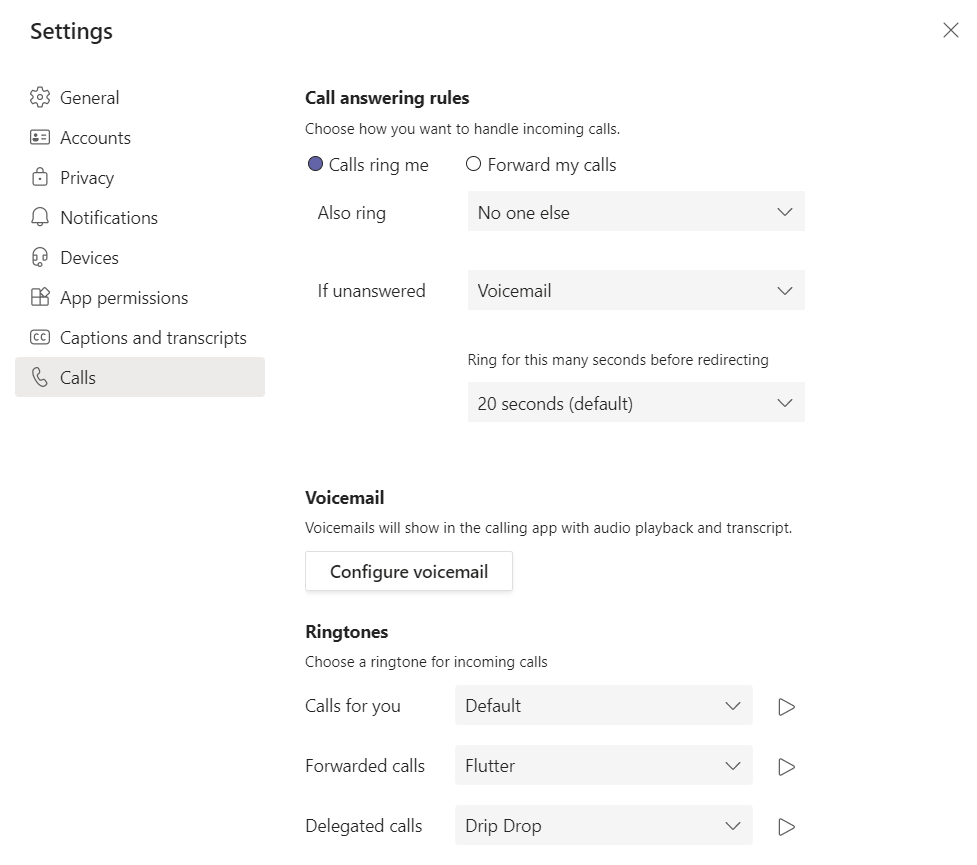 Settings
General
Accounts
Privacy
Notifications
Devices
App permissions
CC Captions and transcripts
Calls
Call answering rules
Choose how you want to handle incoming calls.
Calls ring me Forward my calls
Also ring No one else
If unanswered Voicemail
Ring for this many seconds before redirecting
20 seconds (default)
Voicemail
Voicemails will show in the calling app with audio playback and transcript.
Configure voicemail
Ringtones
Choose a ringtone for incoming calls
Calls for you Default
Forwarded calls Flutter
Delegated calls Drip Drop